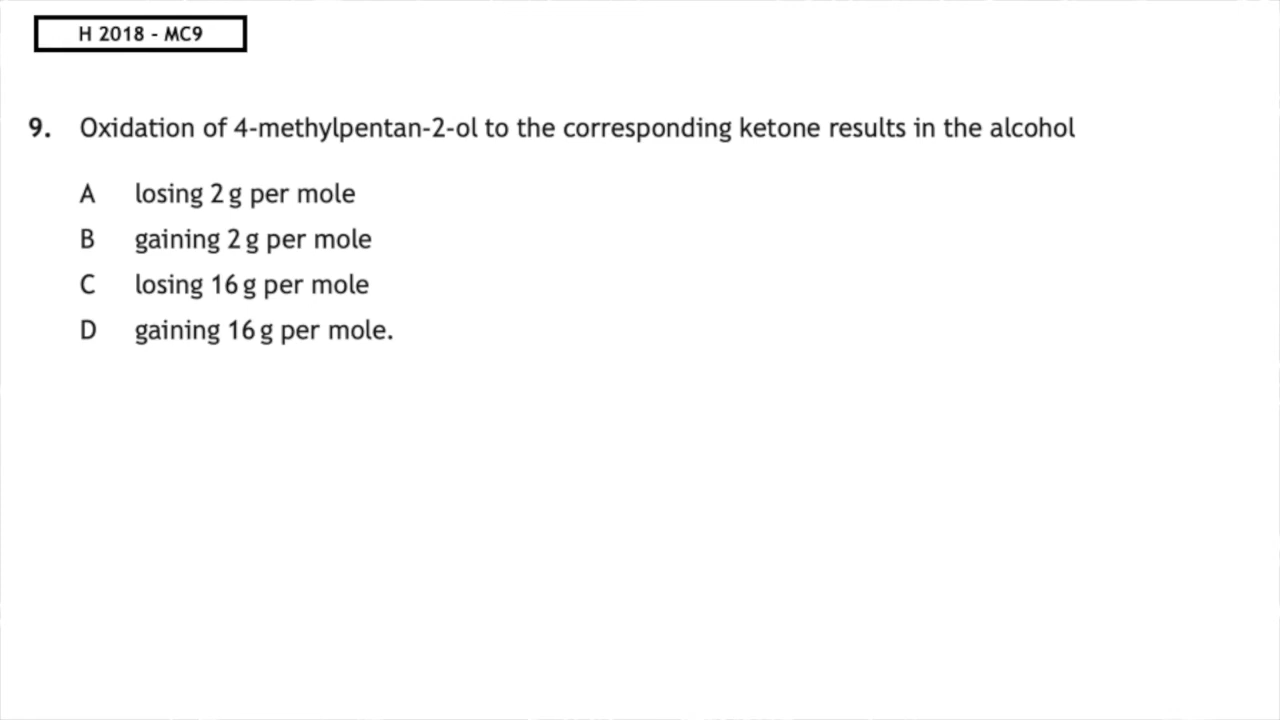 H 2018 - MC9
9. Oxidation of 4-methylpentan-2-ol to the corresponding ketone results in the alcohol
A losing 2 g per mole
B gaining 2 g per mole
C losing 16 g per mole
D gaining 16 g per mole.